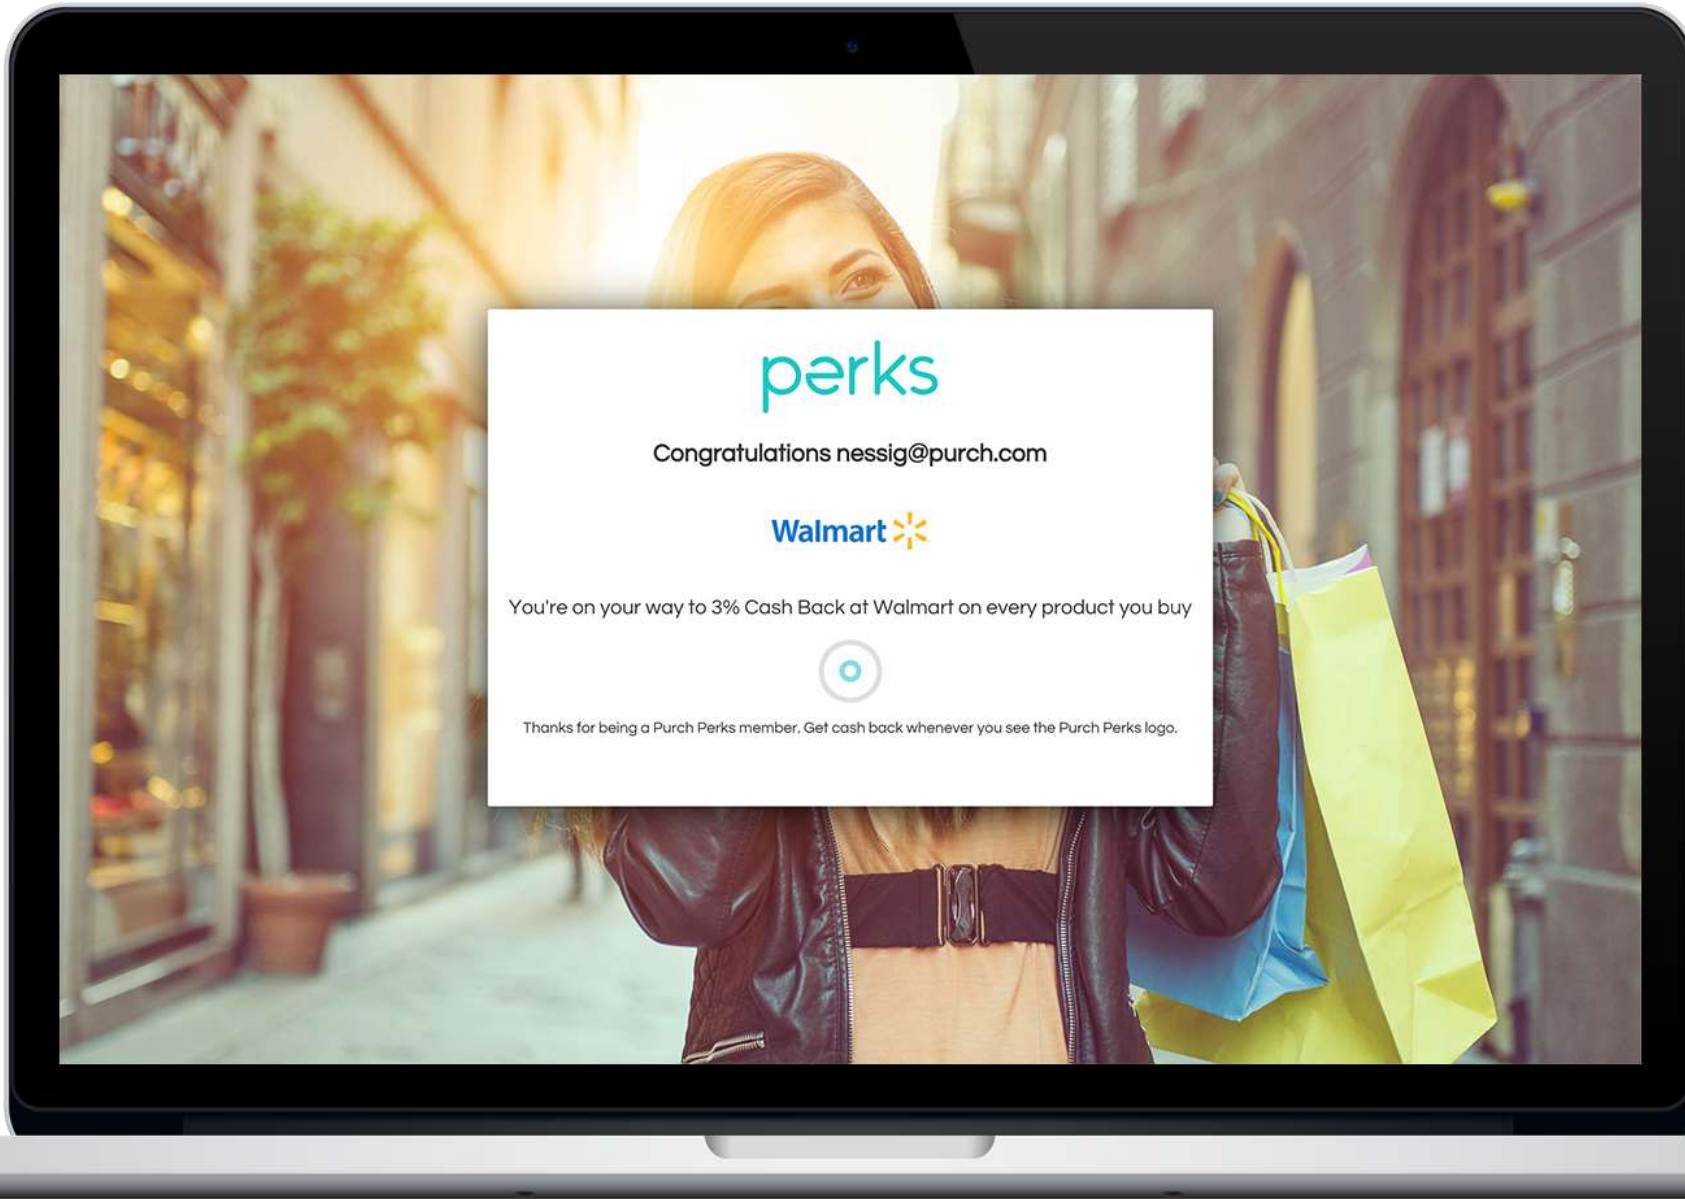 perks
Congratulations nessig@purch.com
Walmart
You're on your way to 3% Cash Back at Walmart on every product you buy
Thanks for being a Purch Perks member. Get cash back whenever you see the Purch Perks logo.